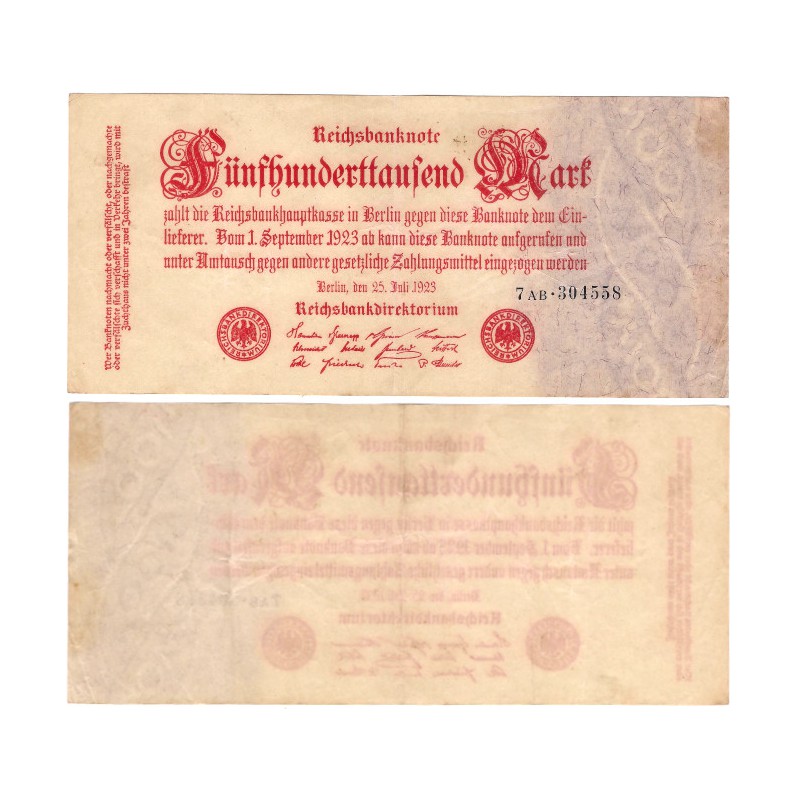 Reichsbanknote
Fünfhunderttausend Mark
zahlt die Reichsbankhauptkasse in Berlin gegen diese Banknote dem Ein-
lieferer. Vom 1. September 1923 ab kann diese Banknote aufgerufen und
unter Umtausch gegen andere gesetzliche Zahlungsmittel eingezogen werden
Berlin, den 25. Juli 1923
7AB·304558
Reichsbankdirektorium
REICHSBANKDIREKTORIUM
REICHSBANKDIREKTORIUM
Wer Banknoten nachmacht oder verfälscht, oder nachgemachte
oder verfälschte sich verschafft und in Verkehr bringt, wird mit
Zuchthaus nicht unter zwei Jahren bestraft